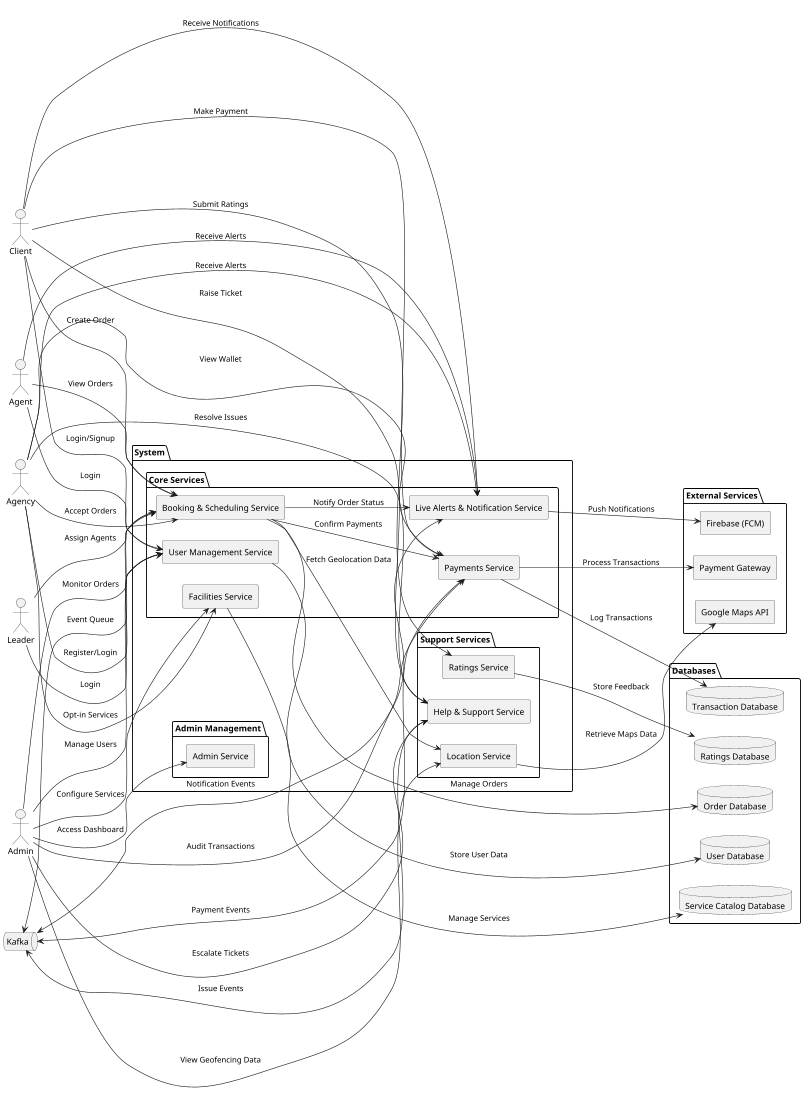 Receive Notifications
Make Payment
Submit Ratings
Client
Receive Alerts
Receive Alerts
Raise Ticket
Create Order
View Wallet
View Orders
Agent
Resolve Issues
Login/Signup
System
Login
Core Services
Agency
External Services
Booking & Scheduling Service
Notify Order Status
Live Alerts & Notification Service
Push Notifications
Firebase (FCM)
Accept Orders
Confirm Payments
Assign Agents
User Management Service
Fetch Geolocation Data
Payments Service
Process Transactions
Payment Gateway
Monitor Orders
Facilities Service
Google Maps API
Event Queue
Log Transactions
Leader
Support Services
Register/Login
Ratings Service
Databases
Login
Store Feedback
Transaction Database
Opt-in Services
Help & Support Service
Admin Management
Retrieve Maps Data
Manage Users
Admin Service
Location Service
Ratings Database
Notification Events
Manage Orders
Configure Services
Order Database
Access Dashboard
Admin
Audit Transactions
Store User Data
User Database
Service Catalog Database
Payment Events
Manage Services
Kafka
Escalate Tickets
Issue Events
View Geofencing Data